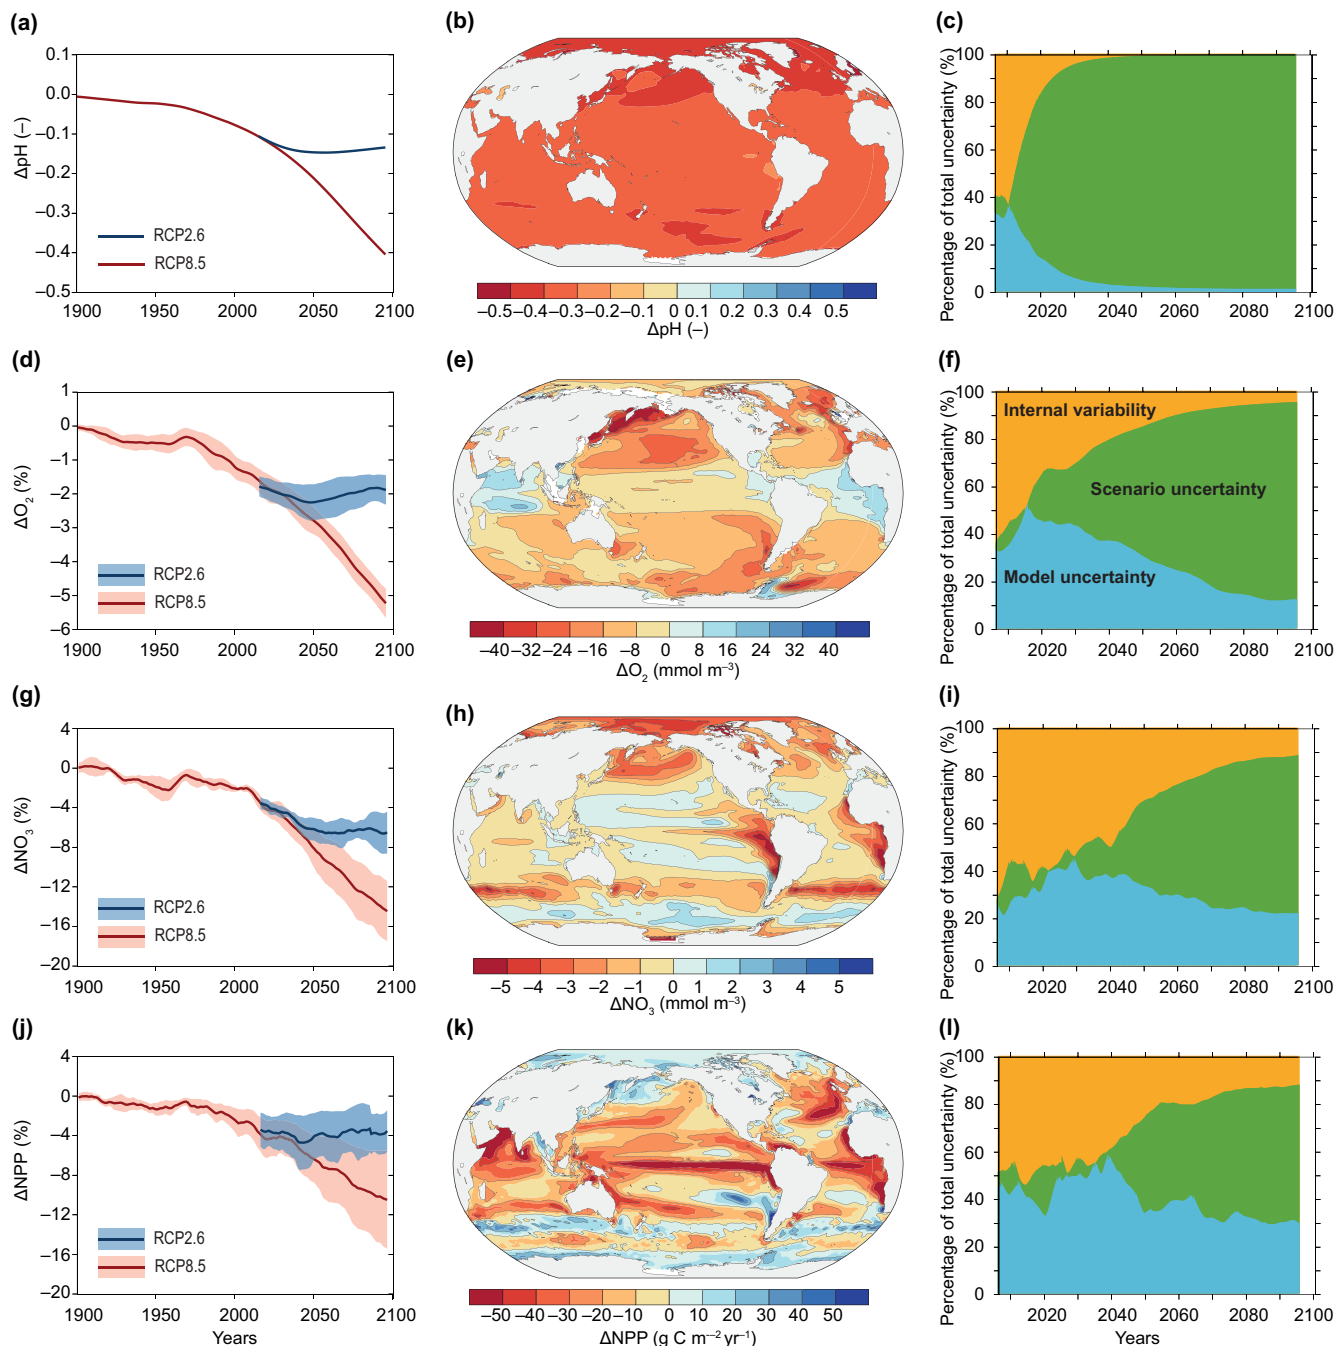 (a)
0.1
0.0
–0.1
–0.2
–0.3
–0.4
–0.5
ΔpH (–)
RCP2.6
RCP8.5
1900 1950 2000 2050 2100
(b)
–0.5 –0.4 –0.3 –0.2 –0.1 0 0.1 0.2 0.3 0.4 0.5
ΔpH (–)
(c)
Percentage of total uncertainty (%)
100
80
60
40
20
0
2020 2040 2060 2080 2100
(d)
1
0
–1
–2
–3
–4
–5
–6
ΔO₂ (%)
RCP2.6
RCP8.5
1900 1950 2000 2050 2100
(e)
–40 –32 –24 –16 –8 0 8 16 24 32 40
ΔO₂ (mmol m⁻³)
(f)
Percentage of total uncertainty (%)
100
80
60
40
20
0
Internal variability
Scenario uncertainty
Model uncertainty
2020 2040 2060 2080 2100
(g)
4
0
–4
–8
–12
–16
–20
ΔNO₃ (%)
RCP2.6
RCP8.5
1900 1950 2000 2050 2100
(h)
–5 –4 –3 –2 –1 0 1 2 3 4 5
ΔNO₃ (mmol m⁻³)
(i)
Percentage of total uncertainty (%)
100
80
60
40
20
0
2020 2040 2060 2080 2100
(j)
4
0
–4
–8
–12
–16
–20
ΔNPP (%)
RCP2.6
RCP8.5
1900 1950 2000 2050 2100
Years
(k)
–50 –40 –30 –20 –10 0 10 20 30 40 50
ΔNPP (g C m⁻² yr⁻¹)
(l)
Percentage of total uncertainty (%)
100
80
60
40
20
0
2020 2040 2060 2080 2100
Years